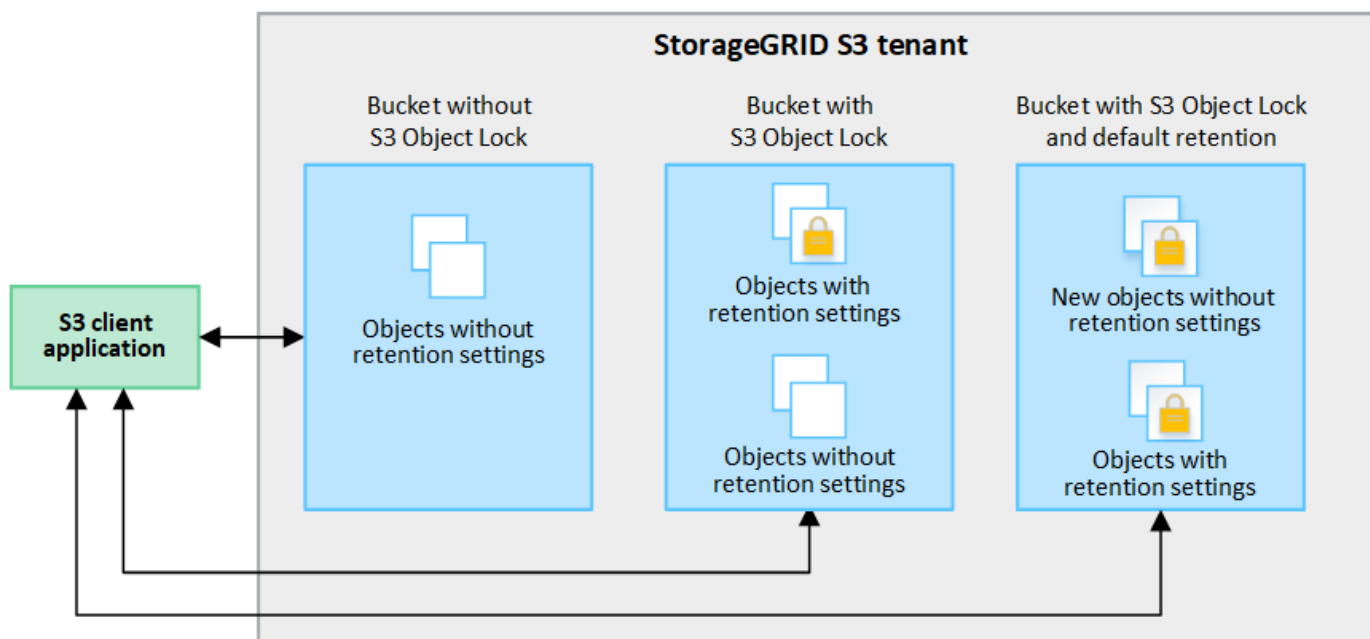 StorageGRID S3 tenant
Bucket without
S3 Object Lock
Objects without
retention settings
Bucket with
S3 Object Lock
Objects with
retention settings
Objects without
retention settings
Bucket with S3 Object Lock
and default retention
New objects without
retention settings
Objects with
retention settings
S3 client
application